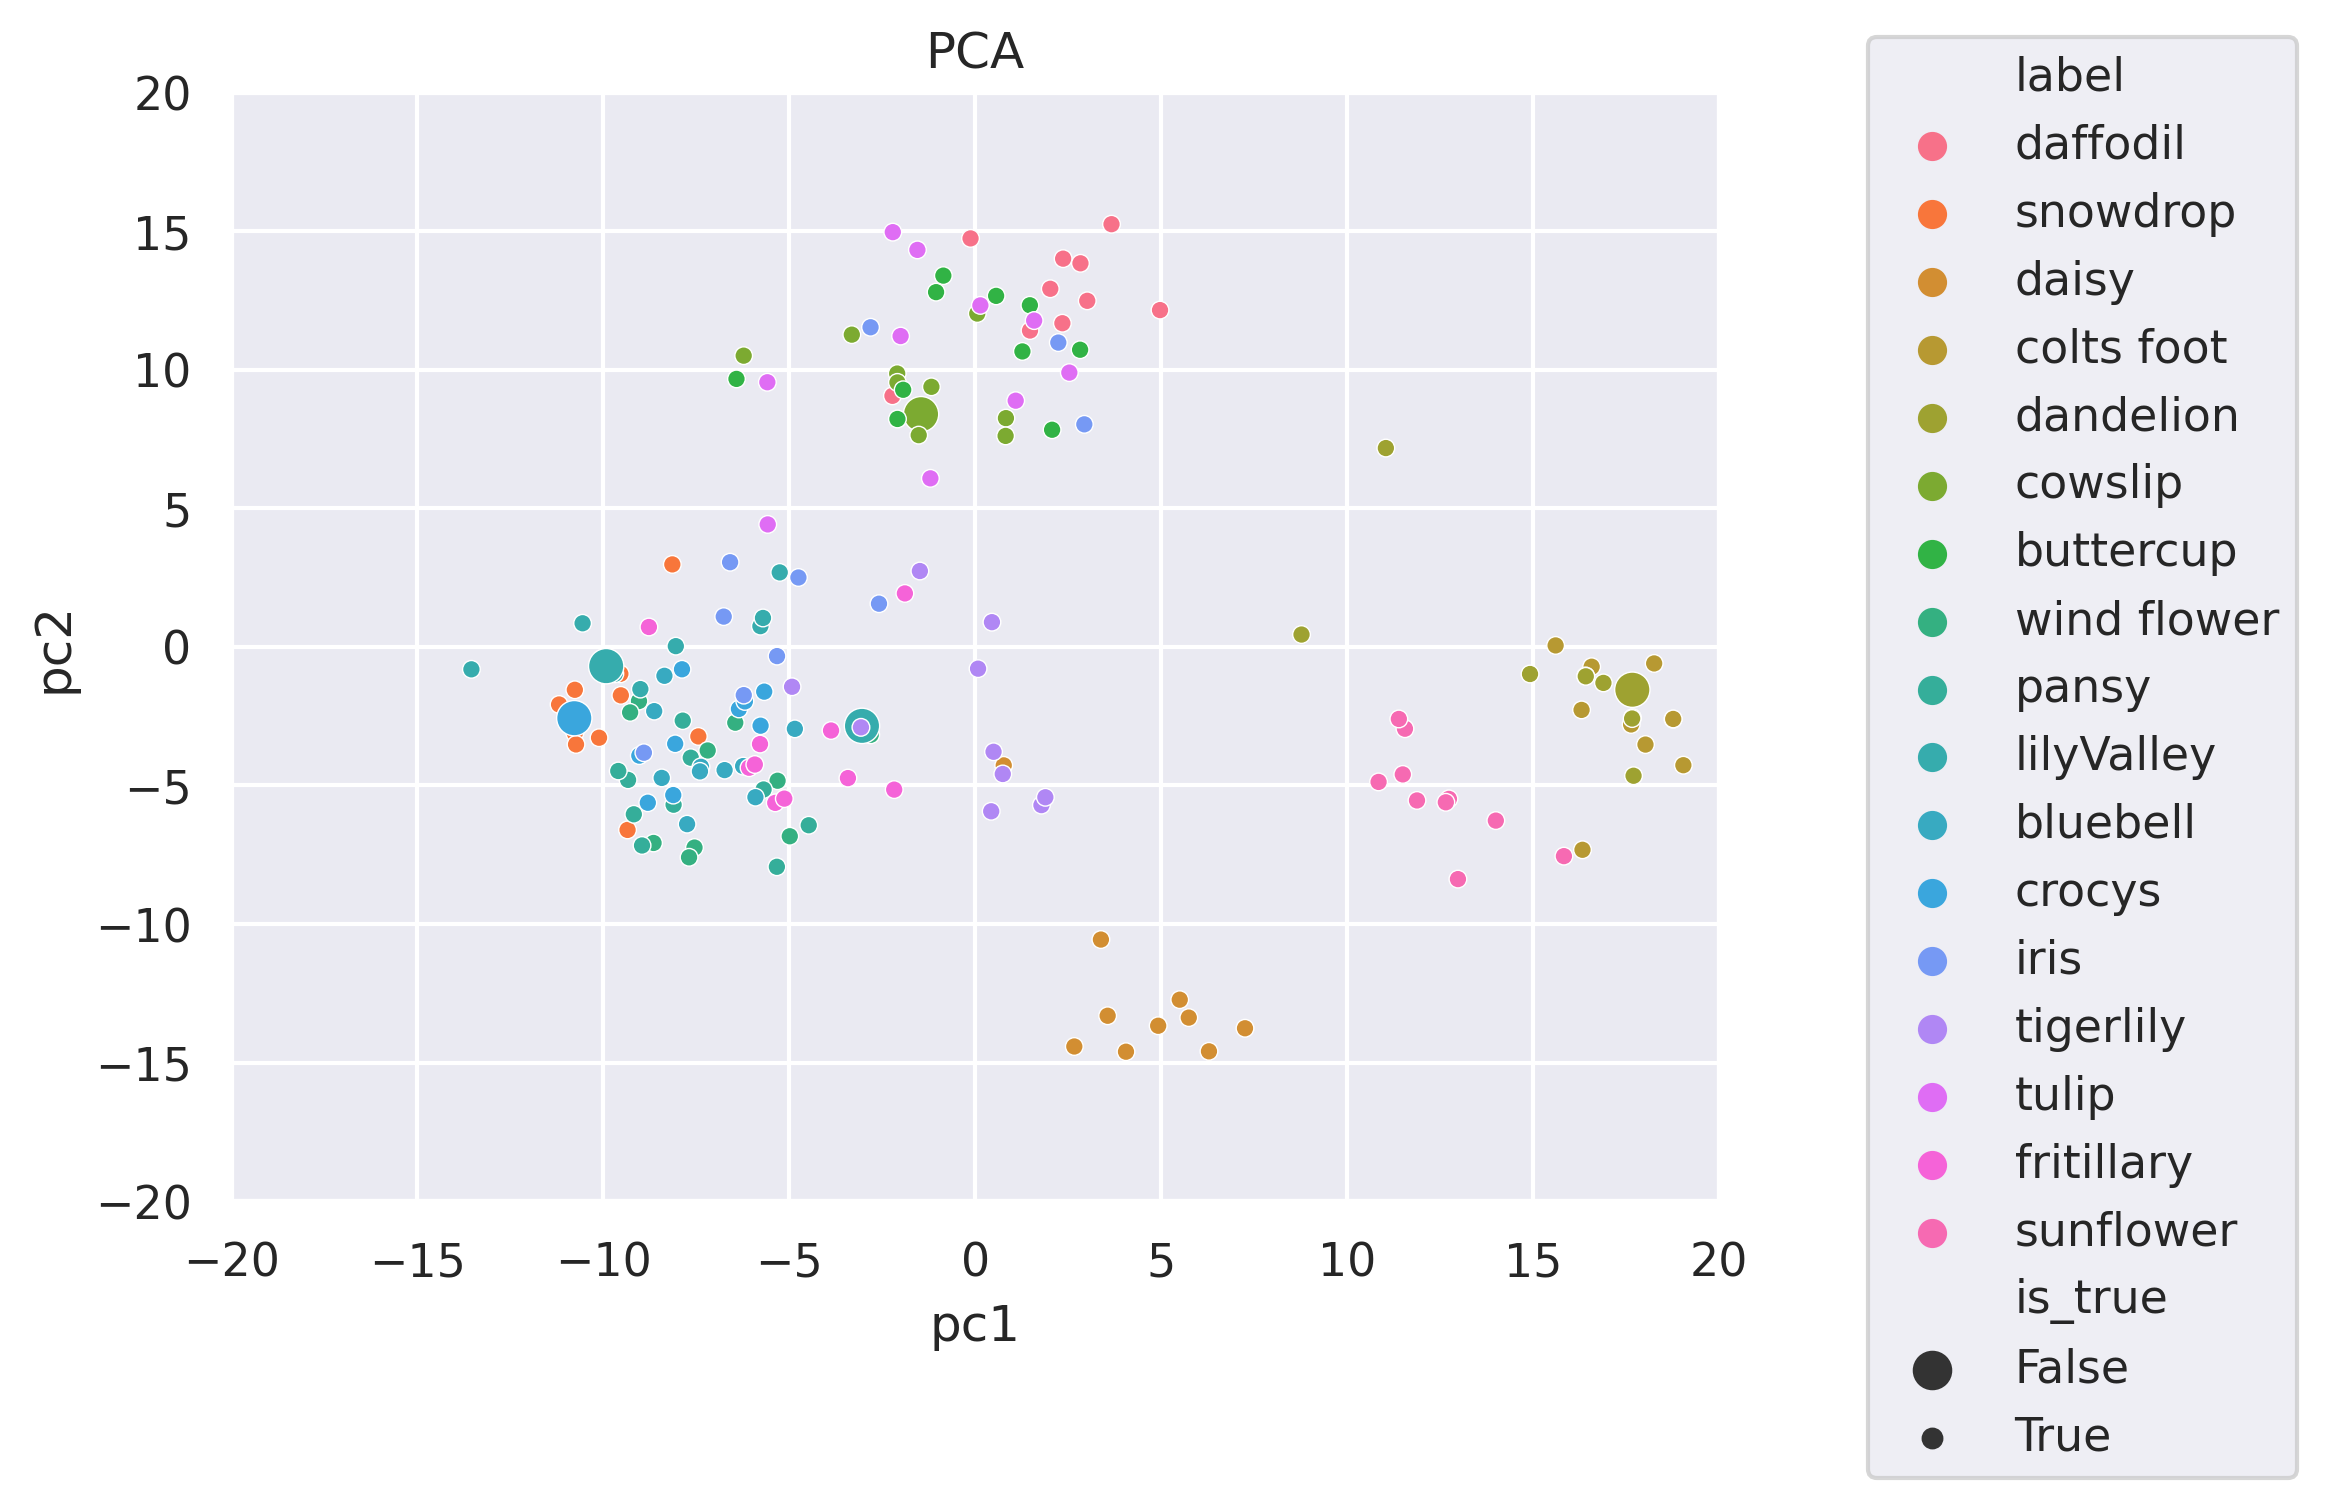 PCA
20
15
10
5
0
−5
−10
−15
−20
pc2
−20 −15 −10 −5 0 5 10 15 20
pc1
label
daffodil
snowdrop
daisy
colts foot
dandelion
cowslip
buttercup
wind flower
pansy
lilyValley
bluebell
crocys
iris
tigerlily
tulip
fritillary
sunflower
is_true
False
True